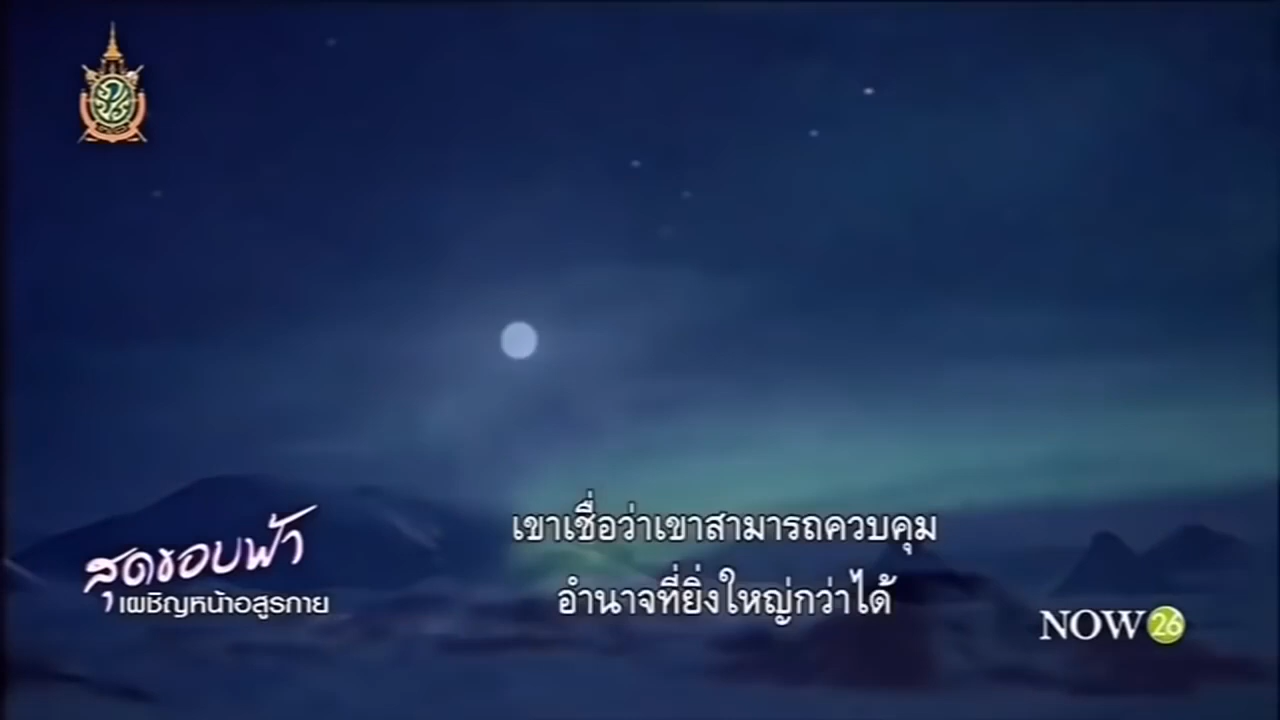 สุดขอบฟ้า
เผชิญหน้าอสูรกาย
เขาเชื่อว่าเขาสามารถควบคุม
อำนาจที่ยิ่งใหญ่กว่าได้
NOW 26